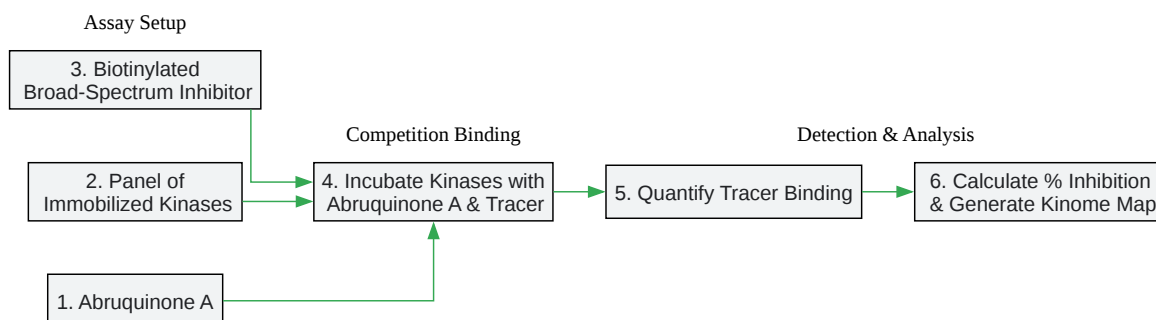 Assay Setup
3. Biotinylated
Broad-Spectrum Inhibitor
Competition Binding
Detection & Analysis
2. Panel of
Immobilized Kinases
4. Incubate Kinases with
Abruquinone A & Tracer
5. Quantify Tracer Binding
6. Calculate % Inhibition
& Generate Kinome Map
1. Abruquinone A